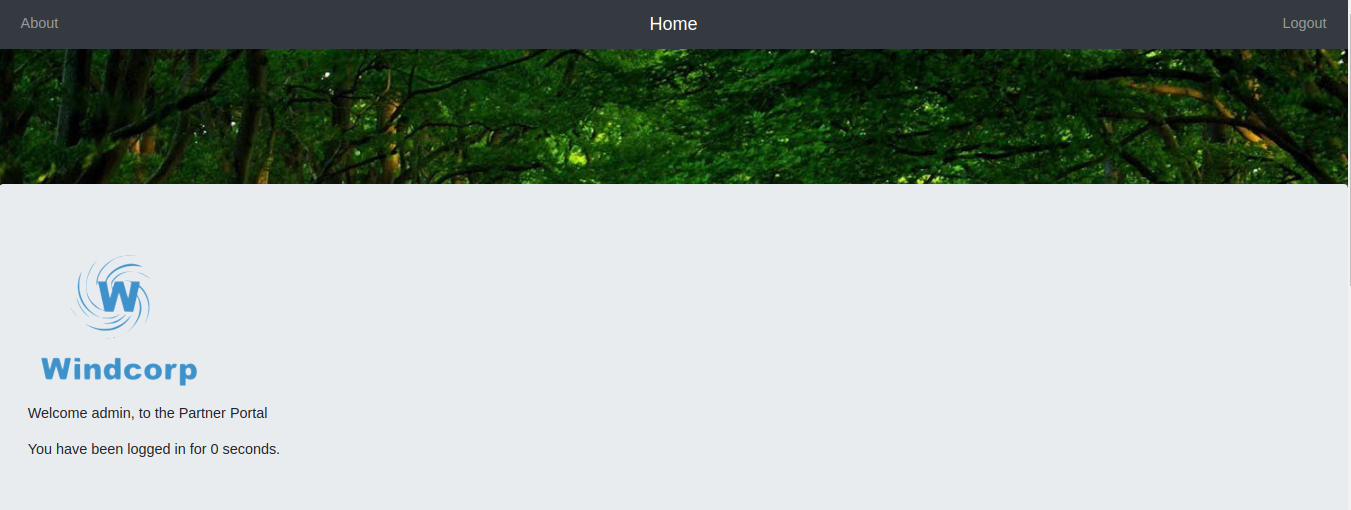 About
Home
Logout
W
Windcorp
Welcome admin, to the Partner Portal
You have been logged in for 0 seconds.